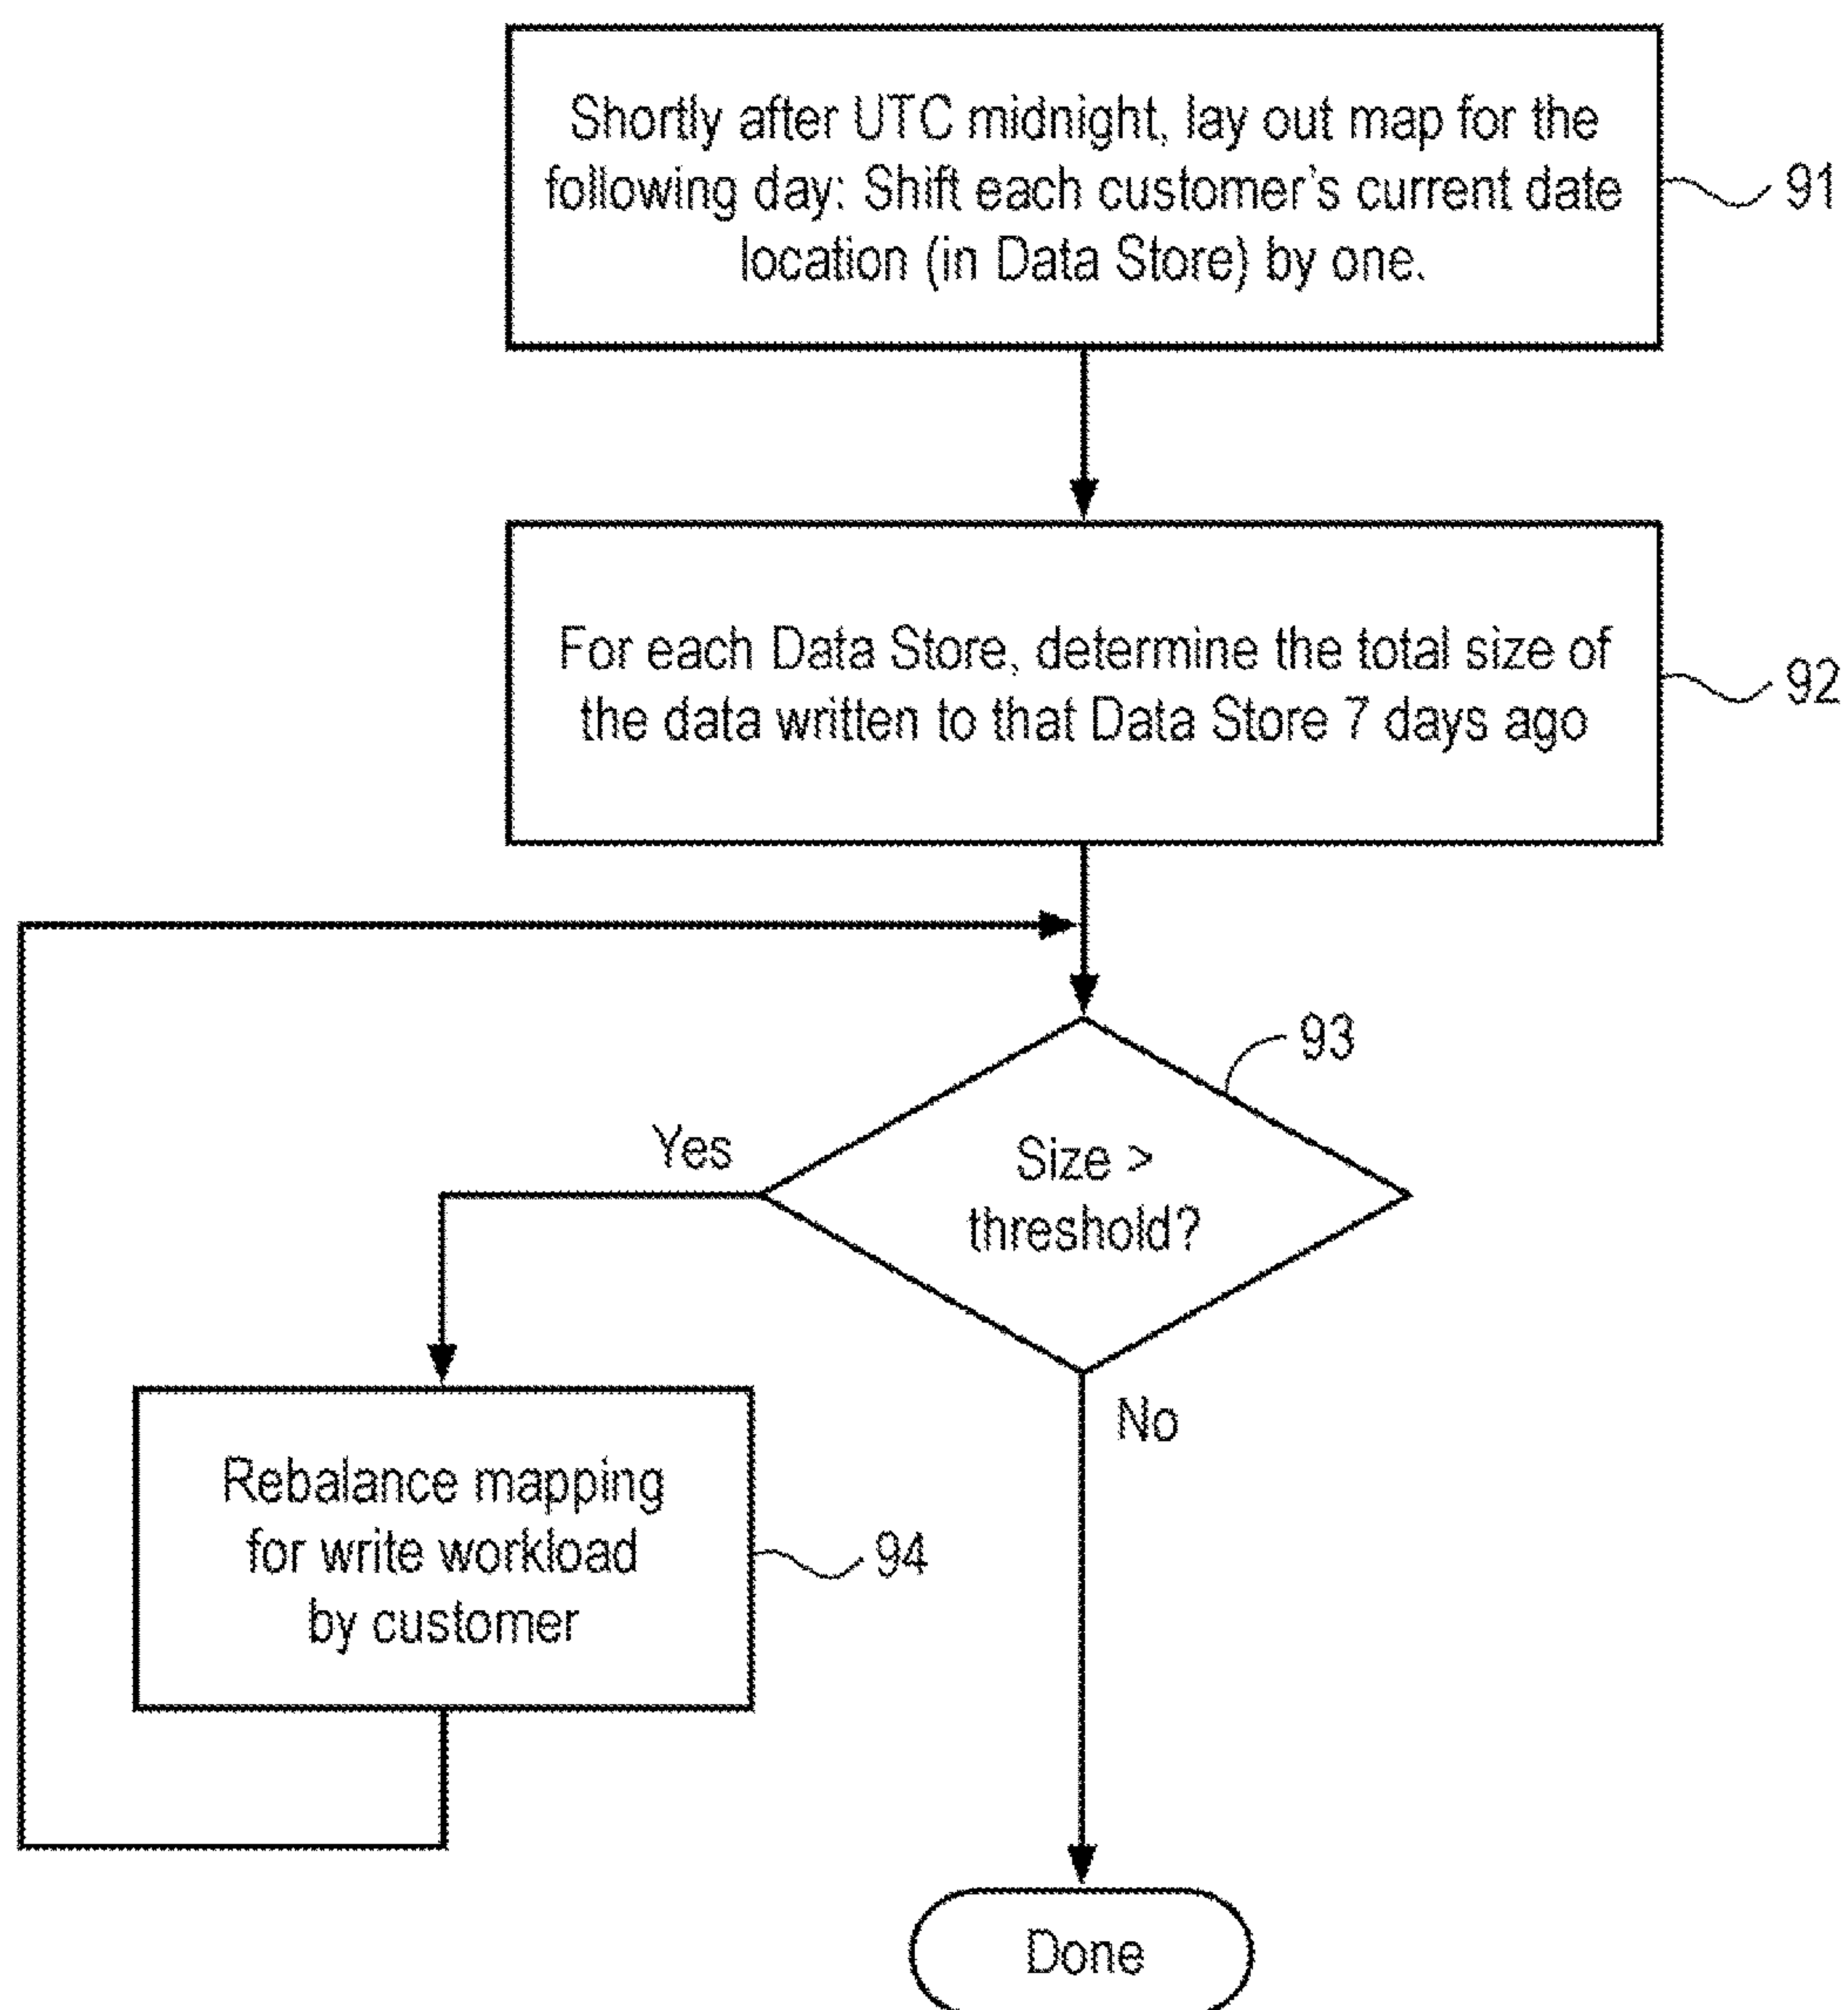 Shortly after UTC midnight, lay out map for the
following day: Shift each customer's current date
location (in Data Store) by one.
91
For each Data Store, determine the total size of
the data written to that Data Store 7 days ago
92
93
Yes
Size >
threshold?
No
Rebalance mapping
for write workload
by customer
94
Done